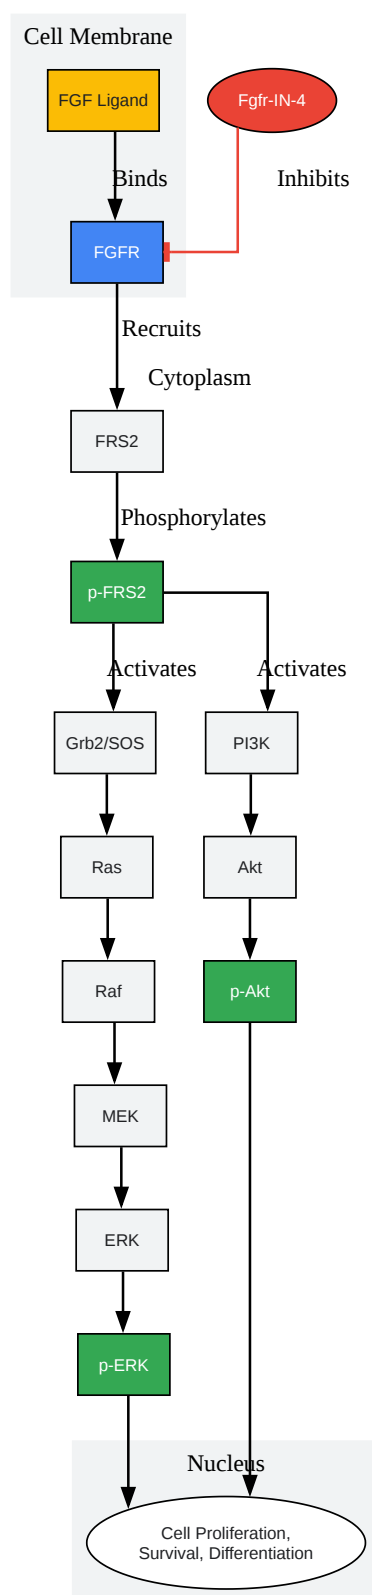 Cell Membrane
FGF Ligand
Fgfr-IN-4
Binds
Inhibits
FGFR
Recruits
Cytoplasm
FRS2
Phosphorylates
p-FRS2
Activates
Activates
Grb2/SOS
PI3K
Ras
Akt
Raf
p-Akt
MEK
ERK
p-ERK
Nucleus
Cell Proliferation,
Survival, Differentiation